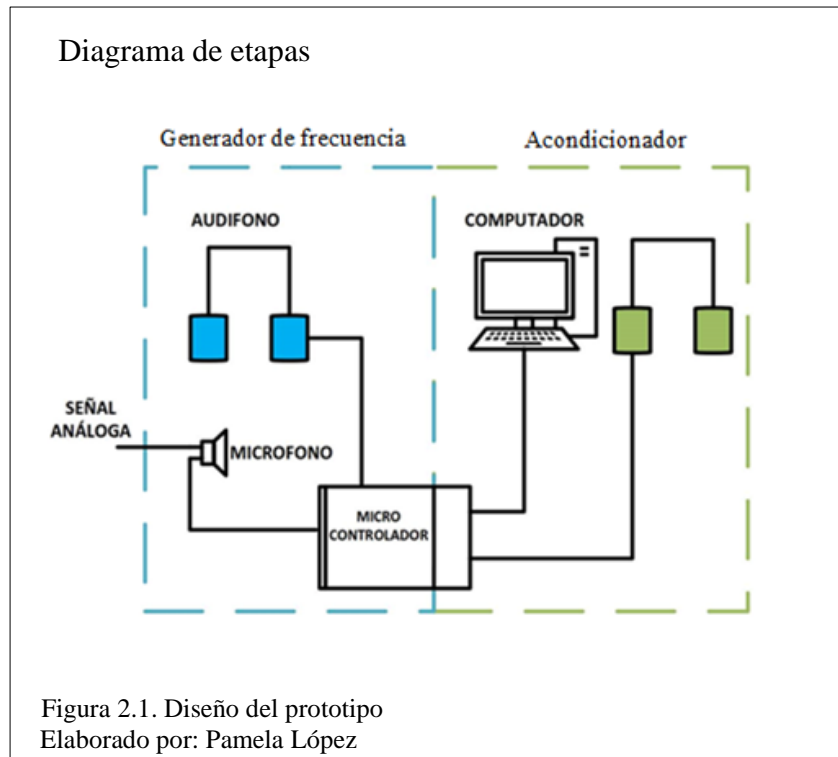 Diagrama de etapas
Generador de frecuencia
Acondicionador
AUDIFONO
COMPUTADOR
SEÑAL
ANÁLOGA
MICROFONO
MICRO
CONTROLADOR
Figura 2.1. Diseño del prototipo
Elaborado por: Pamela López